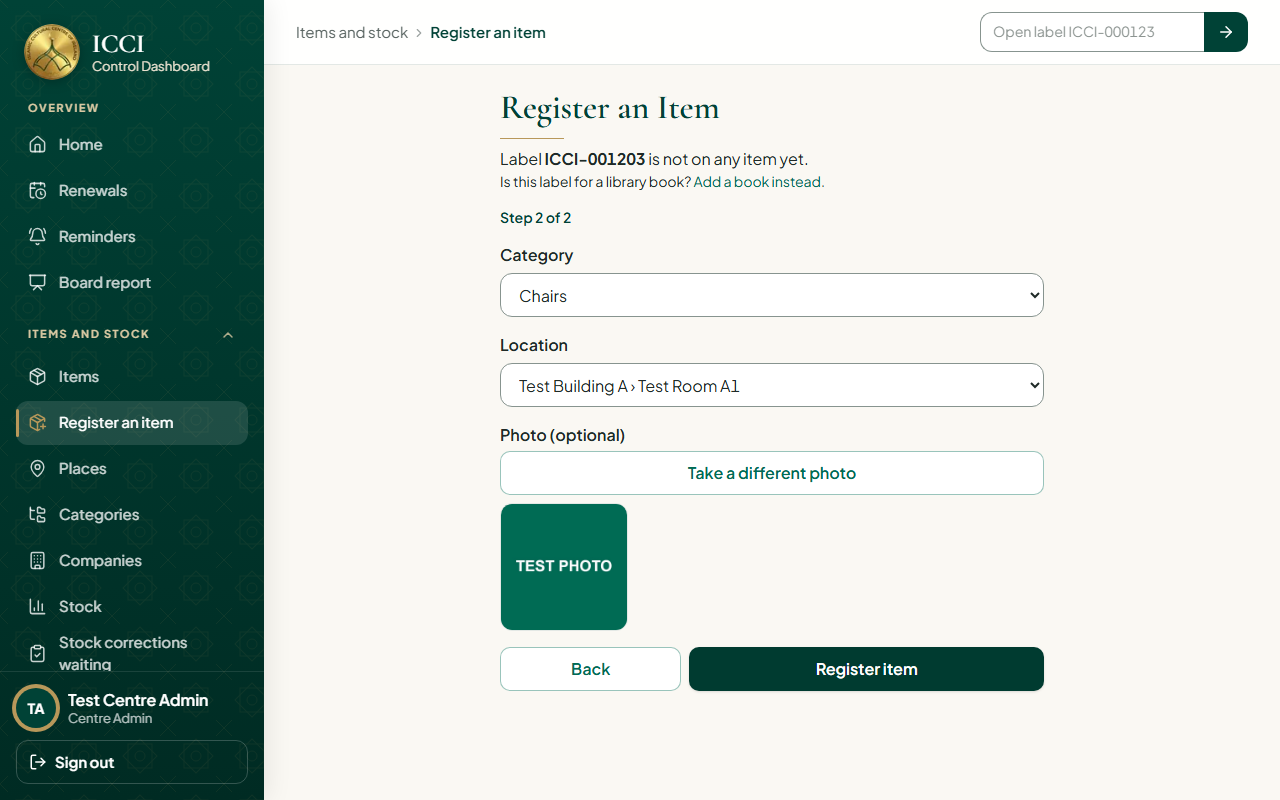 ICCI
Control Dashboard
OVERVIEW
Home
Renewals
Reminders
Board report
ITEMS AND STOCK
Items
Register an item
Places
Categories
Companies
Stock
Stock corrections
waiting
TA
Test Centre Admin
Centre Admin
Sign out
Items and stock › Register an item
Open label ICCI-000123
Register an Item
Label ICCI-001203 is not on any item yet.
Is this label for a library book? Add a book instead.
Step 2 of 2
Category
Chairs
Location
Test Building A › Test Room A1
Photo (optional)
Take a different photo
TEST PHOTO
Back
Register item